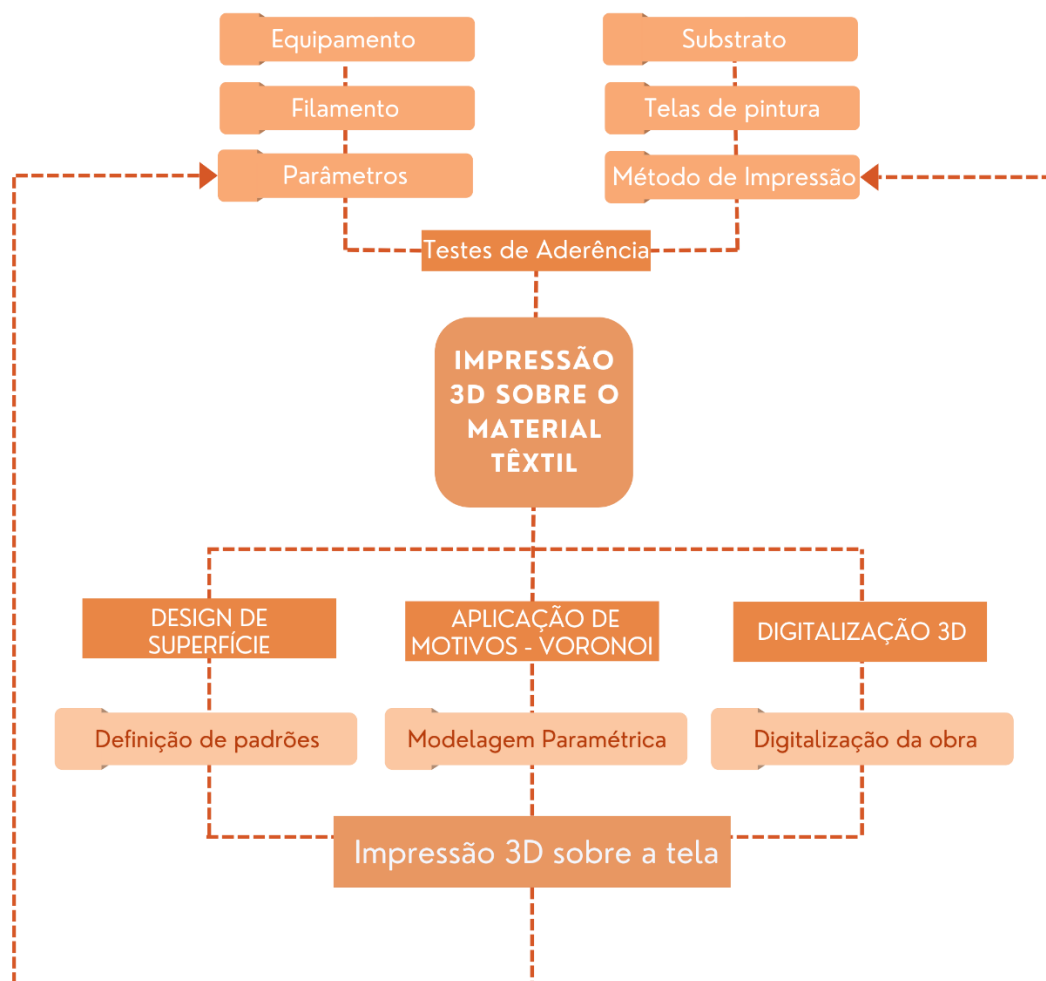 Equipamento
Substrato
Filamento
Telas de pintura
Parâmetros
Método de Impressão
Testes de Aderência
IMPRESSÃO
3D SOBRE O
MATERIAL
TÊXTIL
DESIGN DE
SUPERFÍCIE
APLICAÇÃO DE
MOTIVOS - VORONOI
DIGITALIZAÇÃO 3D
Definição de padrões
Modelagem Paramétrica
Digitalização da obra
Impressão 3D sobre a tela